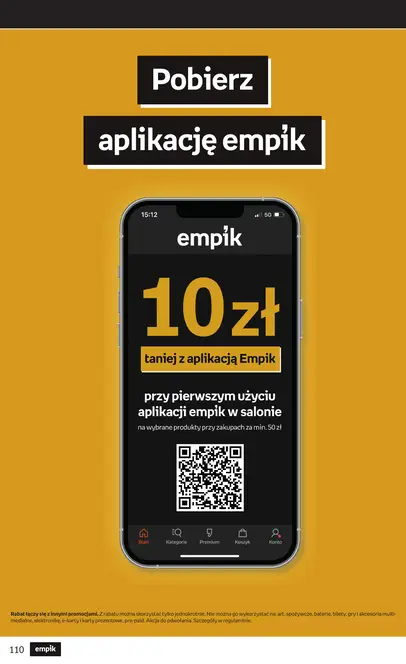 Pobierz
aplikację empik
15:12
5G
empik
10 zł
taniej z aplikacją Empik
przy pierwszym użyciu
aplikacji empik w salonie
na wybrane produkty przy zakupach za min. 50 zł
Start Kategorie Premium Koszyk Konto
Rabat łączy się z innymi promocjami. Z rabatu można skorzystać tylko jednokrotnie. Nie można go wykorzystać na: art. spożywcze, baterie, bilety, gry i akcesoria multi-
medialne, elektronikę, e-karty i karty prezentowe, pre-paid. Akcja do odwołania. Szczegóły w regulaminie.
110 empik